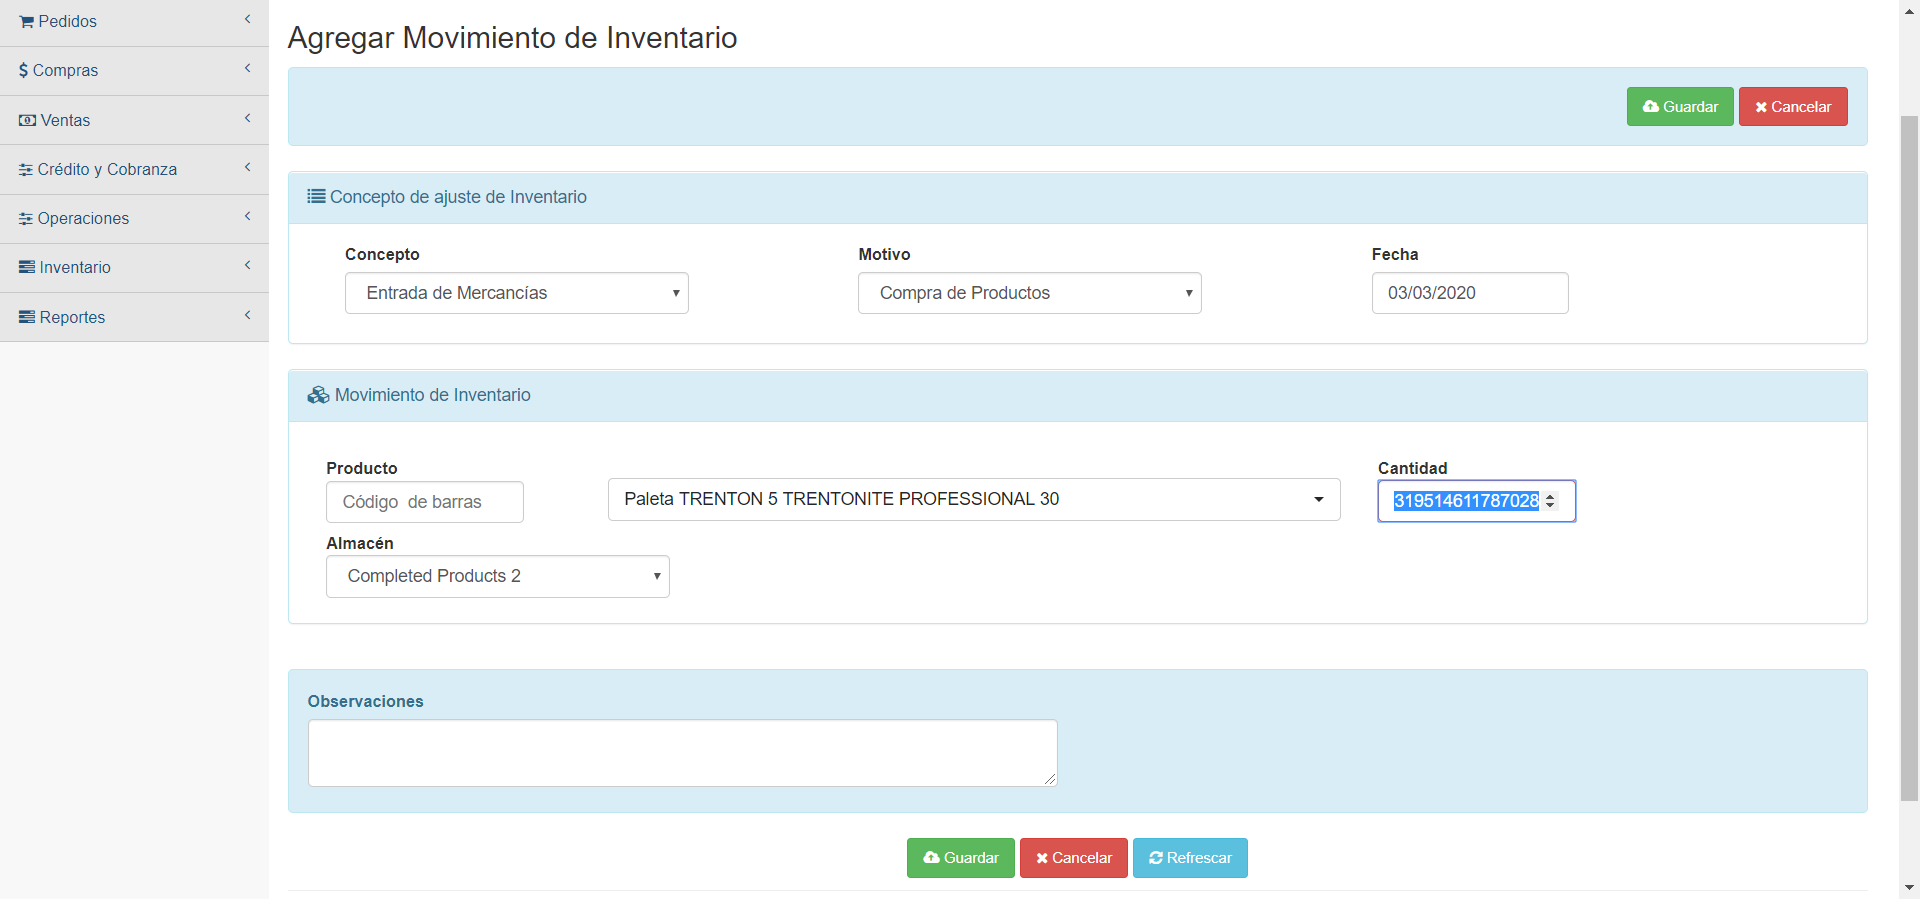 Pedidos
Compras
Ventas
Crédito y Cobranza
Operaciones
Inventario
Reportes
Agregar Movimiento de Inventario
Guardar Cancelar
Concepto de ajuste de Inventario
Concepto Motivo Fecha
Entrada de Mercancías Compra de Productos 03/03/2020
Movimiento de Inventario
Producto Cantidad
Código de barras Paleta TRENTON 5 TRENTONITE PROFESSIONAL 30 319514611787028
Almacén
Completed Products 2
Observaciones
Guardar Cancelar Refrescar